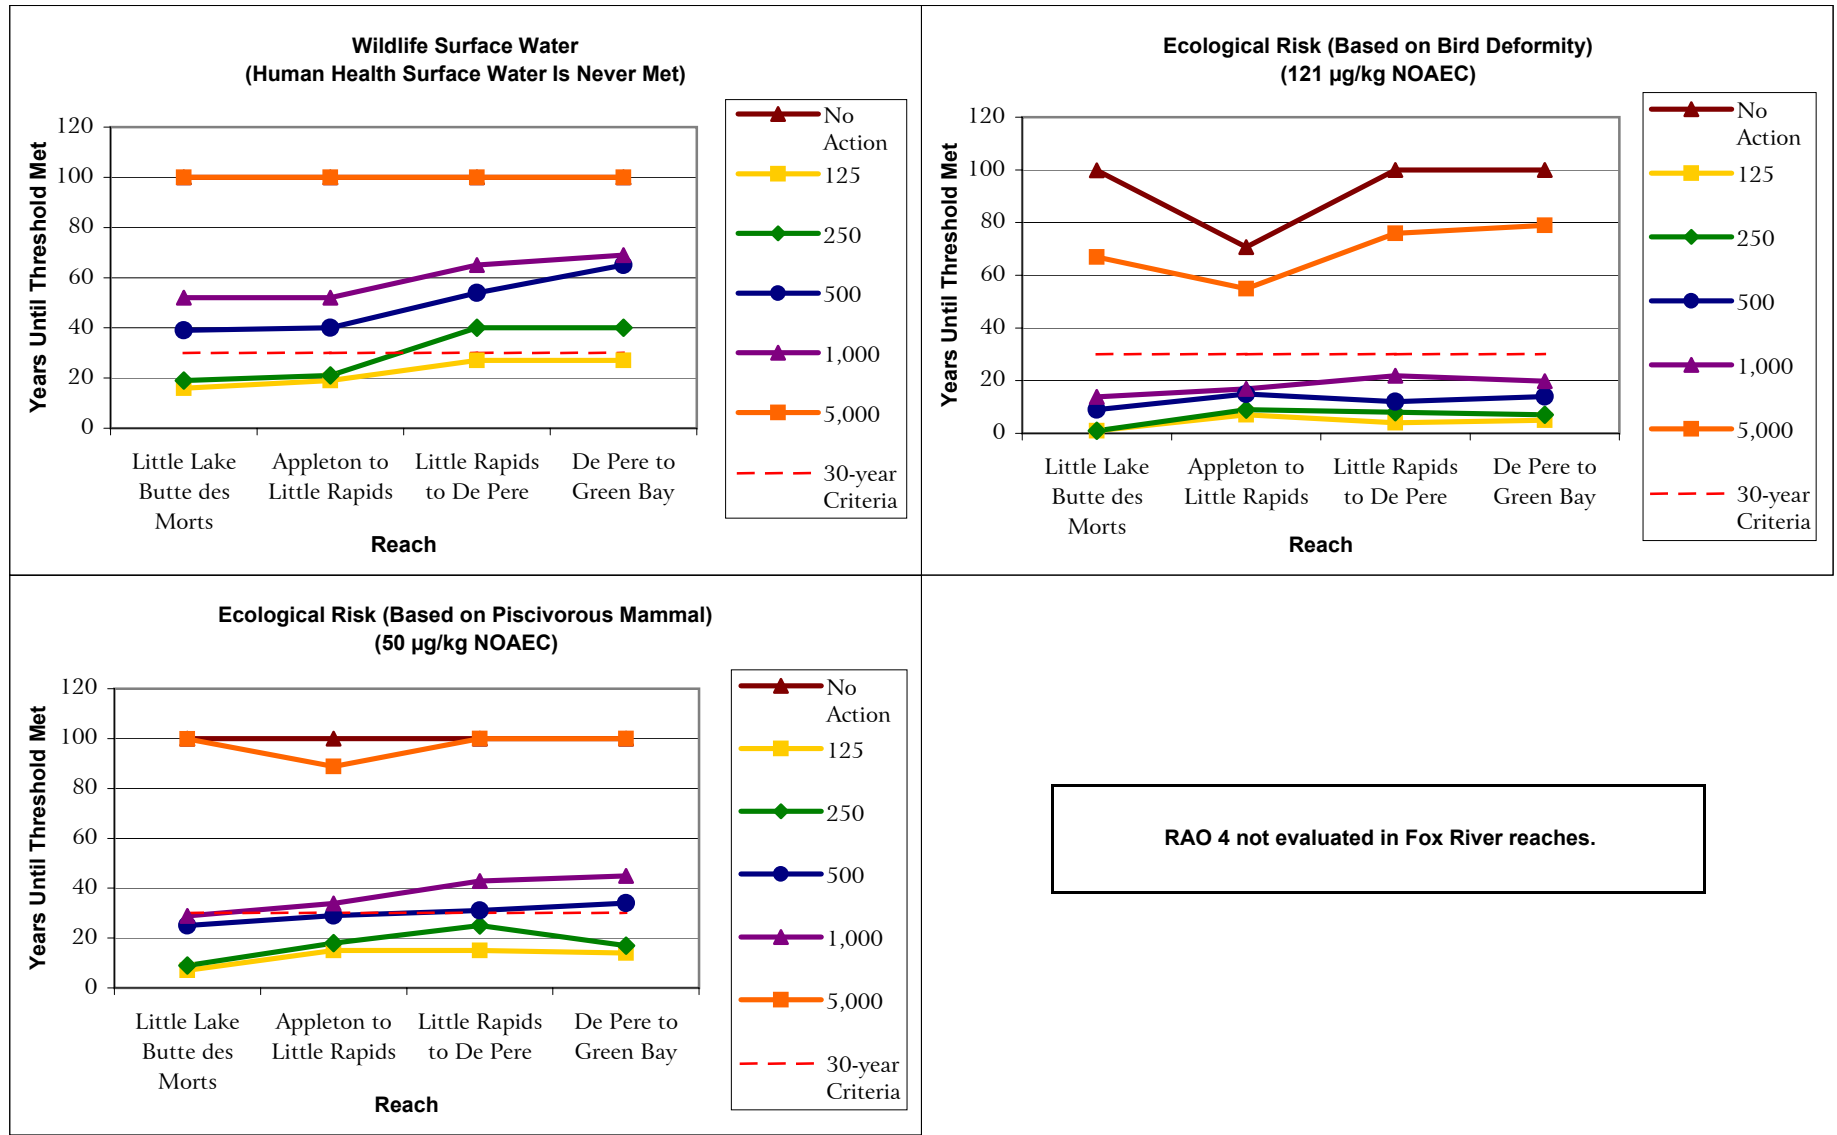 Wildlife Surface Water
(Human Health Surface Water Is Never Met)
Years Until Threshold Met
120
100
80
60
40
20
0
Little Lake
Butte des
Morts
Appleton to
Little Rapids
Little Rapids
to De Pere
De Pere to
Green Bay
Reach
No
Action
125
250
500
1,000
5,000
30-year
Criteria
Ecological Risk (Based on Bird Deformity)
(121 µg/kg NOAEC)
Years Until Threshold Met
120
100
80
60
40
20
0
Little Lake
Butte des
Morts
Appleton to
Little Rapids
Little Rapids
to De Pere
De Pere to
Green Bay
Reach
No
Action
125
250
500
1,000
5,000
30-year
Criteria
Ecological Risk (Based on Piscivorous Mammal)
(50 µg/kg NOAEC)
Years Until Threshold Met
120
100
80
60
40
20
0
Little Lake
Butte des
Morts
Appleton to
Little Rapids
Little Rapids
to De Pere
De Pere to
Green Bay
Reach
No
Action
125
250
500
1,000
5,000
30-year
Criteria
RAO 4 not evaluated in Fox River reaches.